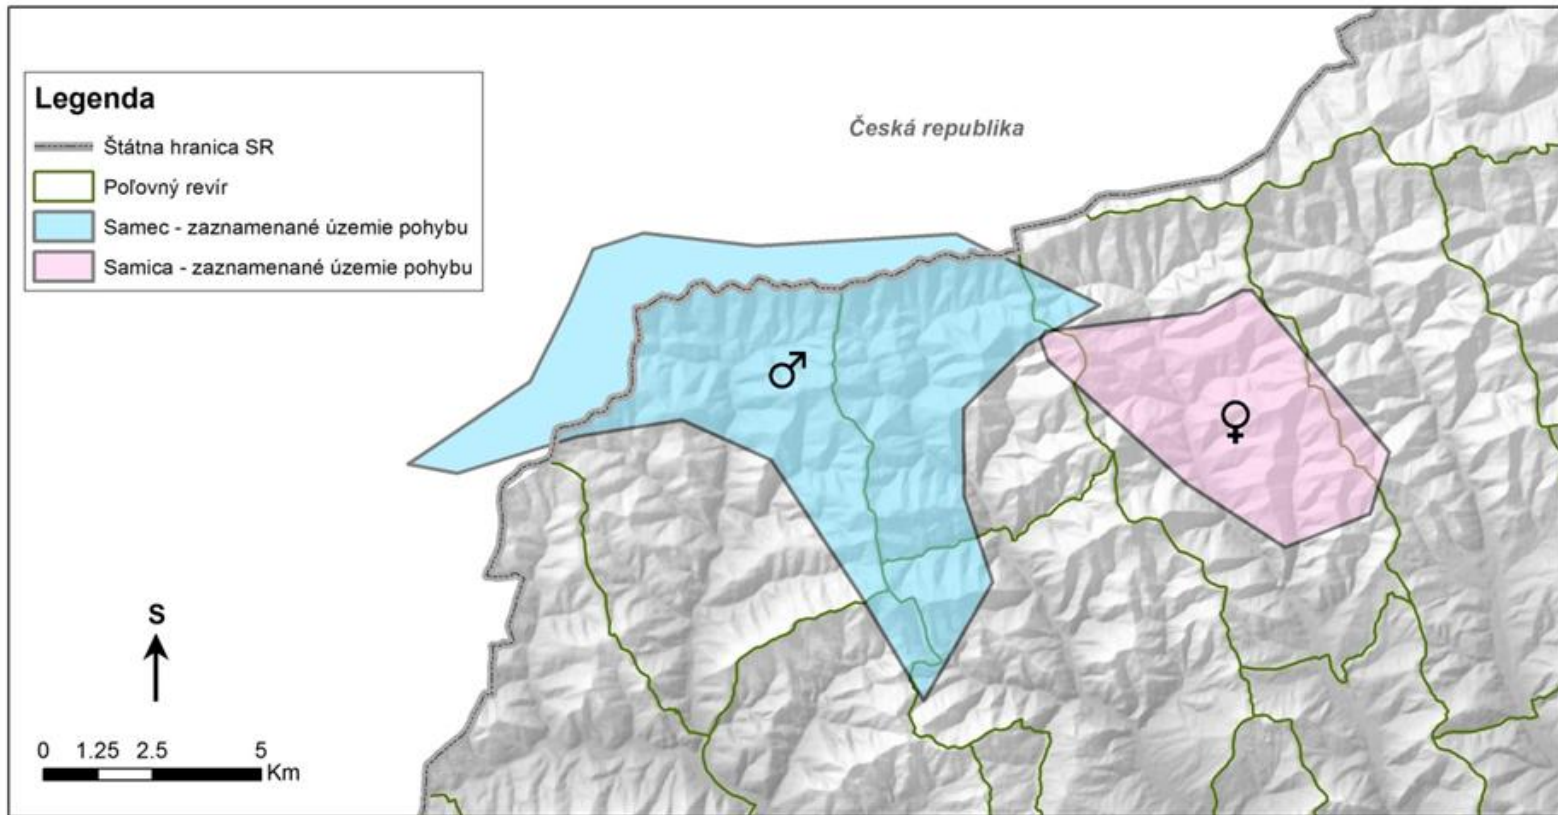 Legenda
Štátna hranica SR
Poľovný revír
Samec - zaznamenané územie pohybu
Samica - zaznamenané územie pohybu
Česká republika
♂
♀
S
0 1.25 2.5 5
Km